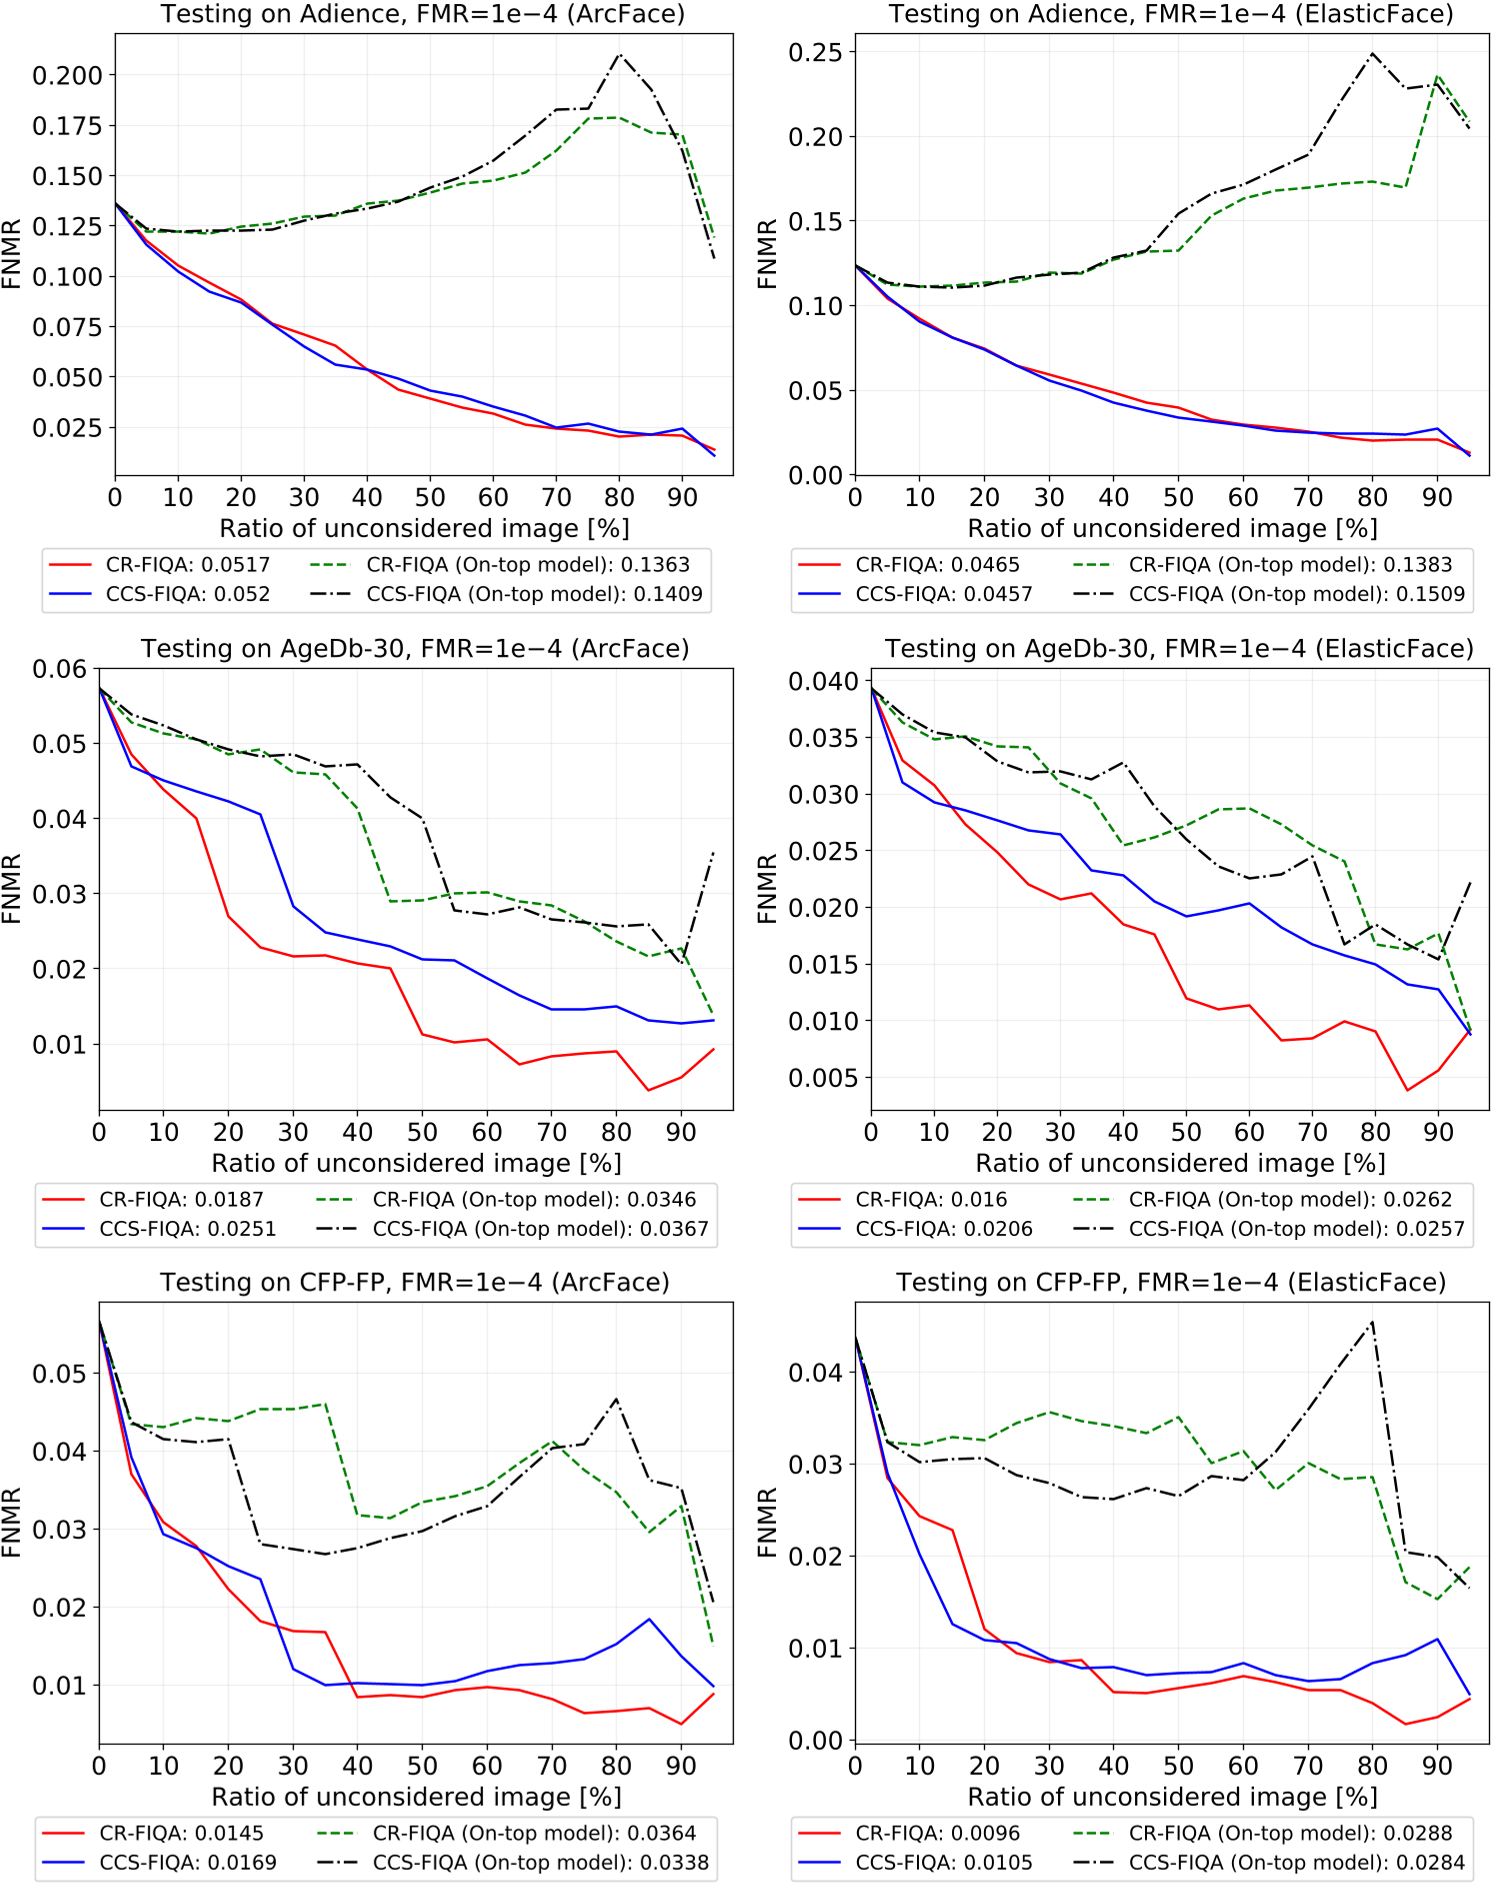 Testing on Adience, FMR=1e−4 (ArcFace)
FNMR
0.200
0.175
0.150
0.125
0.100
0.075
0.050
0.025
0 10 20 30 40 50 60 70 80 90
Ratio of unconsidered image [%]
CR-FIQA: 0.0517 CR-FIQA (On-top model): 0.1363
CCS-FIQA: 0.052 CCS-FIQA (On-top model): 0.1409
Testing on Adience, FMR=1e−4 (ElasticFace)
FNMR
0.25
0.20
0.15
0.10
0.05
0.00
0 10 20 30 40 50 60 70 80 90
Ratio of unconsidered image [%]
CR-FIQA: 0.0465 CR-FIQA (On-top model): 0.1383
CCS-FIQA: 0.0457 CCS-FIQA (On-top model): 0.1509
Testing on AgeDb-30, FMR=1e−4 (ArcFace)
FNMR
0.06
0.05
0.04
0.03
0.02
0.01
0 10 20 30 40 50 60 70 80 90
Ratio of unconsidered image [%]
CR-FIQA: 0.0187 CR-FIQA (On-top model): 0.0346
CCS-FIQA: 0.0251 CCS-FIQA (On-top model): 0.0367
Testing on AgeDb-30, FMR=1e−4 (ElasticFace)
FNMR
0.040
0.035
0.030
0.025
0.020
0.015
0.010
0.005
0 10 20 30 40 50 60 70 80 90
Ratio of unconsidered image [%]
CR-FIQA: 0.016 CR-FIQA (On-top model): 0.0262
CCS-FIQA: 0.0206 CCS-FIQA (On-top model): 0.0257
Testing on CFP-FP, FMR=1e−4 (ArcFace)
FNMR
0.05
0.04
0.03
0.02
0.01
0 10 20 30 40 50 60 70 80 90
Ratio of unconsidered image [%]
CR-FIQA: 0.0145 CR-FIQA (On-top model): 0.0364
CCS-FIQA: 0.0169 CCS-FIQA (On-top model): 0.0338
Testing on CFP-FP, FMR=1e−4 (ElasticFace)
FNMR
0.04
0.03
0.02
0.01
0.00
0 10 20 30 40 50 60 70 80 90
Ratio of unconsidered image [%]
CR-FIQA: 0.0096 CR-FIQA (On-top model): 0.0288
CCS-FIQA: 0.0105 CCS-FIQA (On-top model): 0.0284